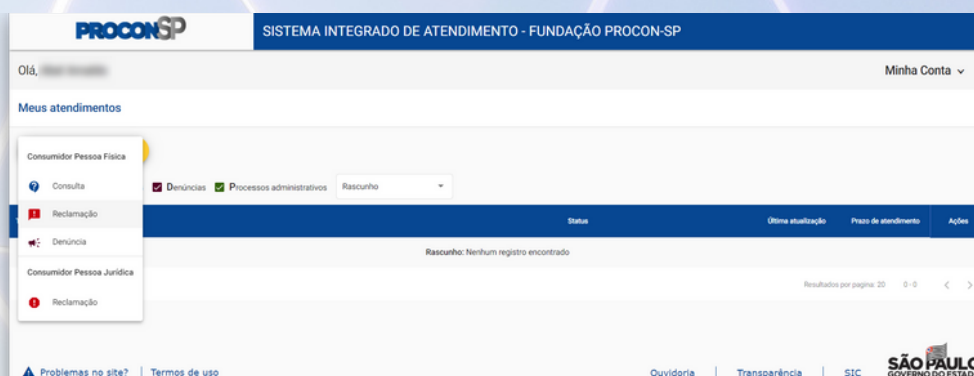 PROCONSP
SISTEMA INTEGRADO DE ATENDIMENTO - FUNDAÇÃO PROCON-SP
Olá,
Minha Conta
Meus atendimentos
Consumidor Pessoa Física
Consulta
Denúncias
Processos administrativos
Rascunho
Reclamação
Status
Última atualização
Prazo de atendimento
Ações
Denúncia
Rascunho: Nenhum registro encontrado
Consumidor Pessoa Jurídica
Resultados por pagina: 20
0 - 0
Reclamação
Problemas no site?
Termos de uso
Ouvidoria
Transparência
SIC
SÃO PAULO
GOVERNO DO ESTADO